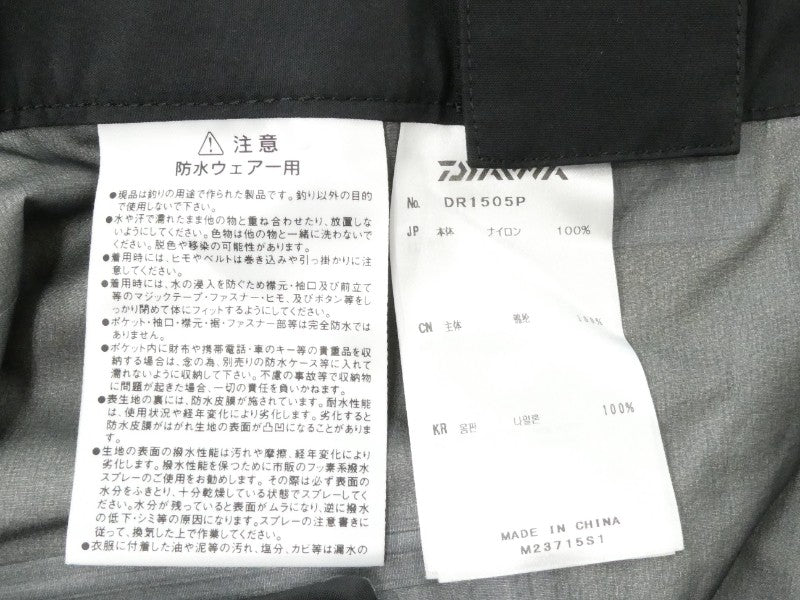 ⚠ 注意
防水ウェアー用
●現品は釣りの用途で作られた製品です。釣り以外の目的
で使用しないで下さい。
●水や汗で濡れたまま他の物と重ね合わせたり、放置しな
いようにしてください。色物は他の物と一緒に洗わないで
ください。脱色や移染の可能性があります。
●着用時には、ヒモやベルトは巻き込みや引っ掛かりに注
意してください。
●着用時には、水の浸入を防ぐため襟元・袖口及び前立て
等のマジックテープ・ファスナー・ヒモ、及びボタン等をし
っかり閉めて体にフィットするようにしてください。
●ポケット・袖口・襟元・裾・ファスナー部等は完全防水では
ありません。
●ポケット内に財布や携帯電話・車のキー等の貴重品を収
納する場合は、念の為、別売りの防水ケース等に入れて
濡れないように収納して下さい。不慮の事故等で収納物
に問題が起きた場合、一切の責任を負いかねます。
●表生地の裏には、防水皮膜が施されています。耐水性能
は、使用状況や経年変化により劣化します。劣化すると
防水皮膜がはがれ生地の表面が凸凹になることがありま
す。
●生地の表面の撥水性能は汚れや摩擦、経年変化により
劣化します。撥水性能を保つために市販のフッ素系撥水
スプレーのご使用をお勧めします。その際は必ず表面の
水分をふきとり、十分乾燥している状態でスプレーしてく
ださい。水分が残っていると表面がムラになり、逆に撥水
の低下・シミ等の原因になります。スプレーの注意書きに
従って、換気した上で作業してください。
●衣服に付着した油や泥等の汚れ、塩分、カビ等は漏水の
DAIWA
No. DR1505P
JP 本体 ナイロン 100%
CN 主体 100%
KR 옴판 나일론 100%
MADE IN CHINA
M23715S1